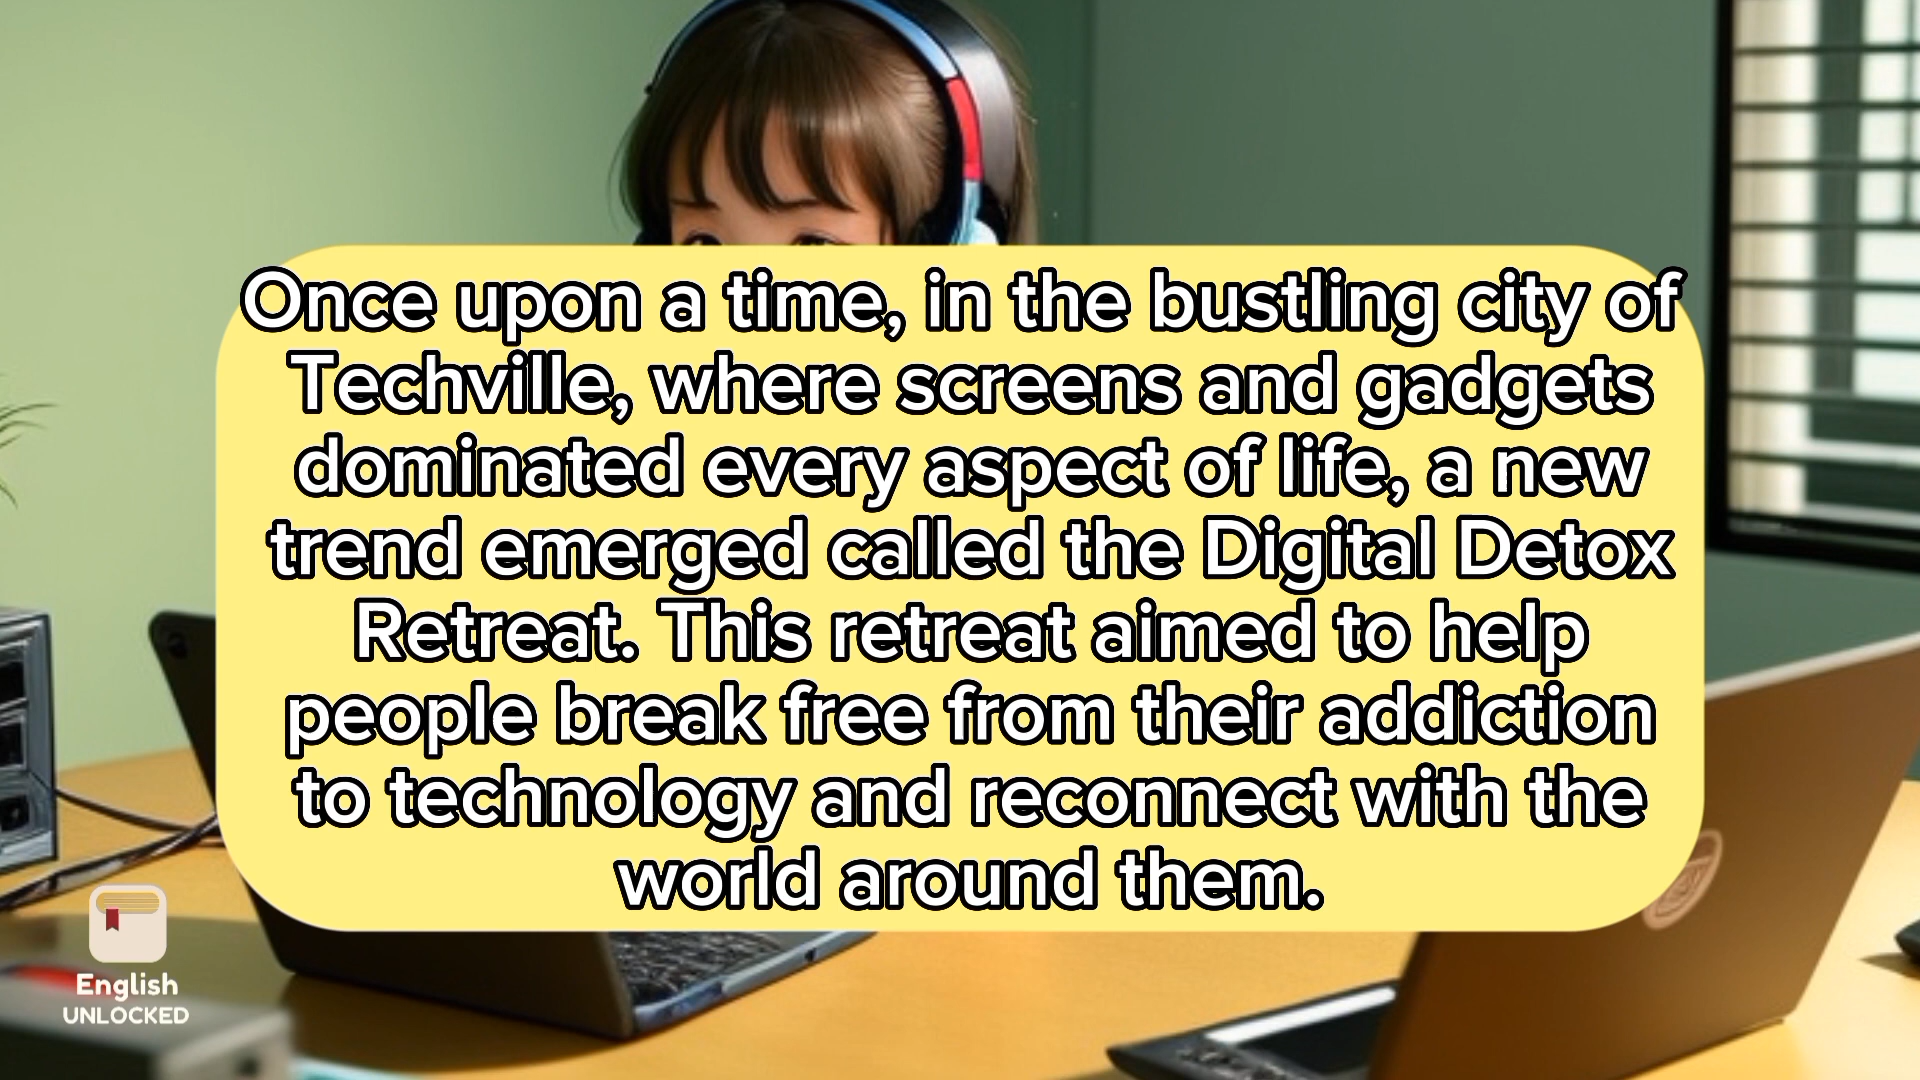 Once upon a time, in the bustling city of
Techville, where screens and gadgets
dominated every aspect of life, a new
trend emerged called the Digital Detox
Retreat. This retreat aimed to help
people break free from their addiction
to technology and reconnect with the
world around them.
English
UNLOCKED